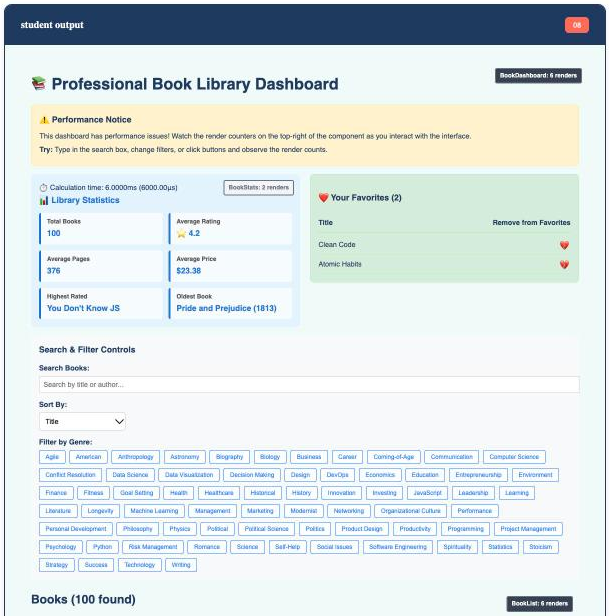 student output
08
📚 Professional Book Library Dashboard
BookDashboard: 6 renders
⚠️ Performance Notice
This dashboard has performance issues! Watch the render counters on the top-right of the component as you interact with the interface.
Try: Type in the search box, change filters, or click buttons and observe the render counts.
⏱️ Calculation time: 6.0000ms (6000.00µs)
BookStats: 2 renders
📊 Library Statistics
Total Books
100
Average Rating
⭐ 4.2
Average Pages
376
Average Price
$23.38
Highest Rated
You Don't Know JS
Oldest Book
Pride and Prejudice (1813)
❤️ Your Favorites (2)
Title Remove from Favorites
Clean Code 💔
Atomic Habits 💔
Search & Filter Controls
Search Books:
Search by title or author...
Sort By:
Title
Filter by Genre:
Agile American Anthropology Astronomy Biography Biology Business Career Coming-of-Age Communication Computer Science
Conflict Resolution Data Science Data Visualization Decision Making Design DevOps Economics Education Entrepreneurship Environment
Finance Fitness Goal Setting Health Healthcare Historical History Innovation Investing JavaScript Leadership Learning
Literature Longevity Machine Learning Management Marketing Modernist Networking Organizational Culture Performance
Personal Development Philosophy Physics Political Political Science Politics Product Design Productivity Programming Project Management
Psychology Python Risk Management Romance Science Self-Help Social Issues Software Engineering Spirituality Statistics Stoicism
Strategy Success Technology Writing
Books (100 found)
BookList: 6 renders